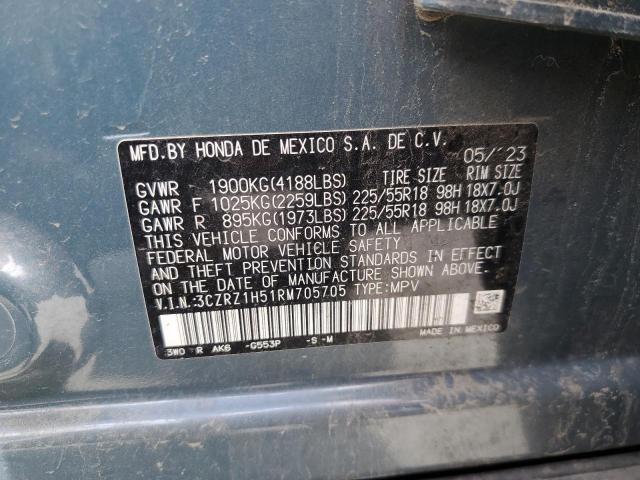 MFD.BY HONDA DE MEXICO S.A. DE C.V. 05/'23
GVWR 1900KG(4188LBS) TIRE SIZE RIM SIZE
GAWR F 1025KG(2259LBS) 225/55R18 98H 18X7.0J
GAWR R 895KG(1973LBS) 225/55R18 98H 18X7.0J
THIS VEHICLE CONFORMS TO ALL APPLICABLE
FEDERAL MOTOR VEHICLE SAFETY
AND THEFT PREVENTION STANDARDS IN EFFECT
ON THE DATE OF MANUFACTURE SHOWN ABOVE.
V.I.N.:3CZRZ1H51RM705705 TYPE:MPV
3W0 R AK6 -G553P -S -M MADE IN MEXICO